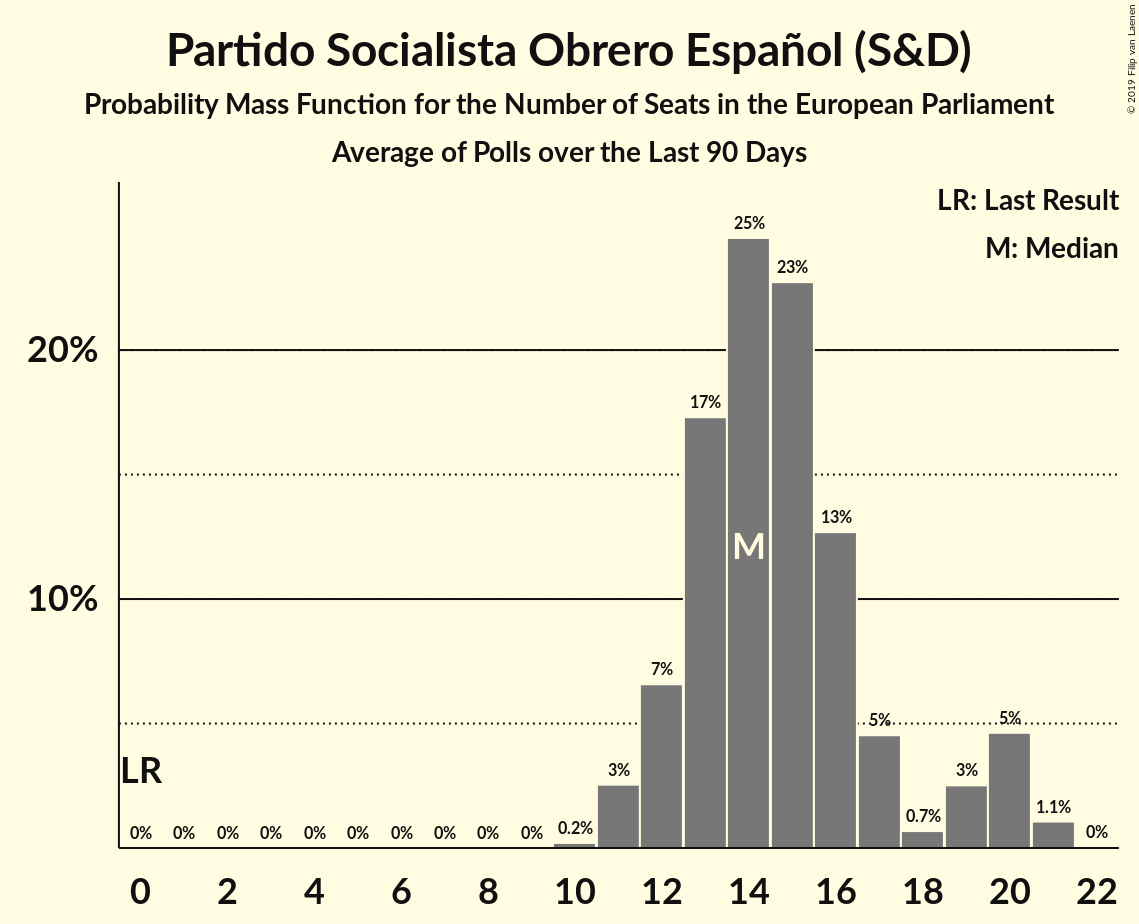 Partido Socialista Obrero Español (S&D)
Probability Mass Function for the Number of Seats in the European Parliament
Average of Polls over the Last 90 Days
© 2019 Filip van Laenen
LR: Last Result
M: Median
25%
23%
20%
17%
13%
M
10%
7%
5%
5%
LR
3%
3%
1.1%
0.7%
0% 0% 0% 0% 0% 0% 0% 0% 0% 0% 0.2% 0%
0 2 4 6 8 10 12 14 16 18 20 22